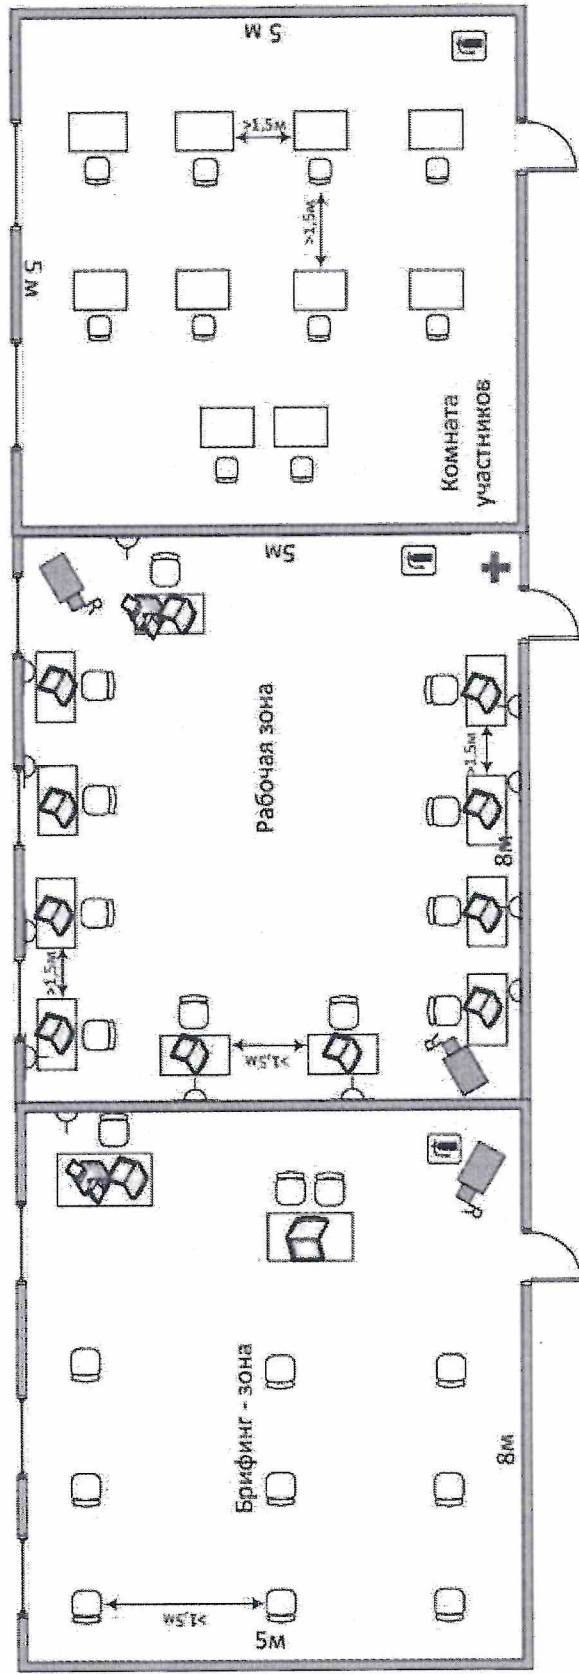 5 м
>1,5м
>1,5м
5 м
Комната
участников
5м
Рабочая зона
>1,5м
8м
>1,5м
>1,5м
Брифинг - зона
8м
>1,5м
5м